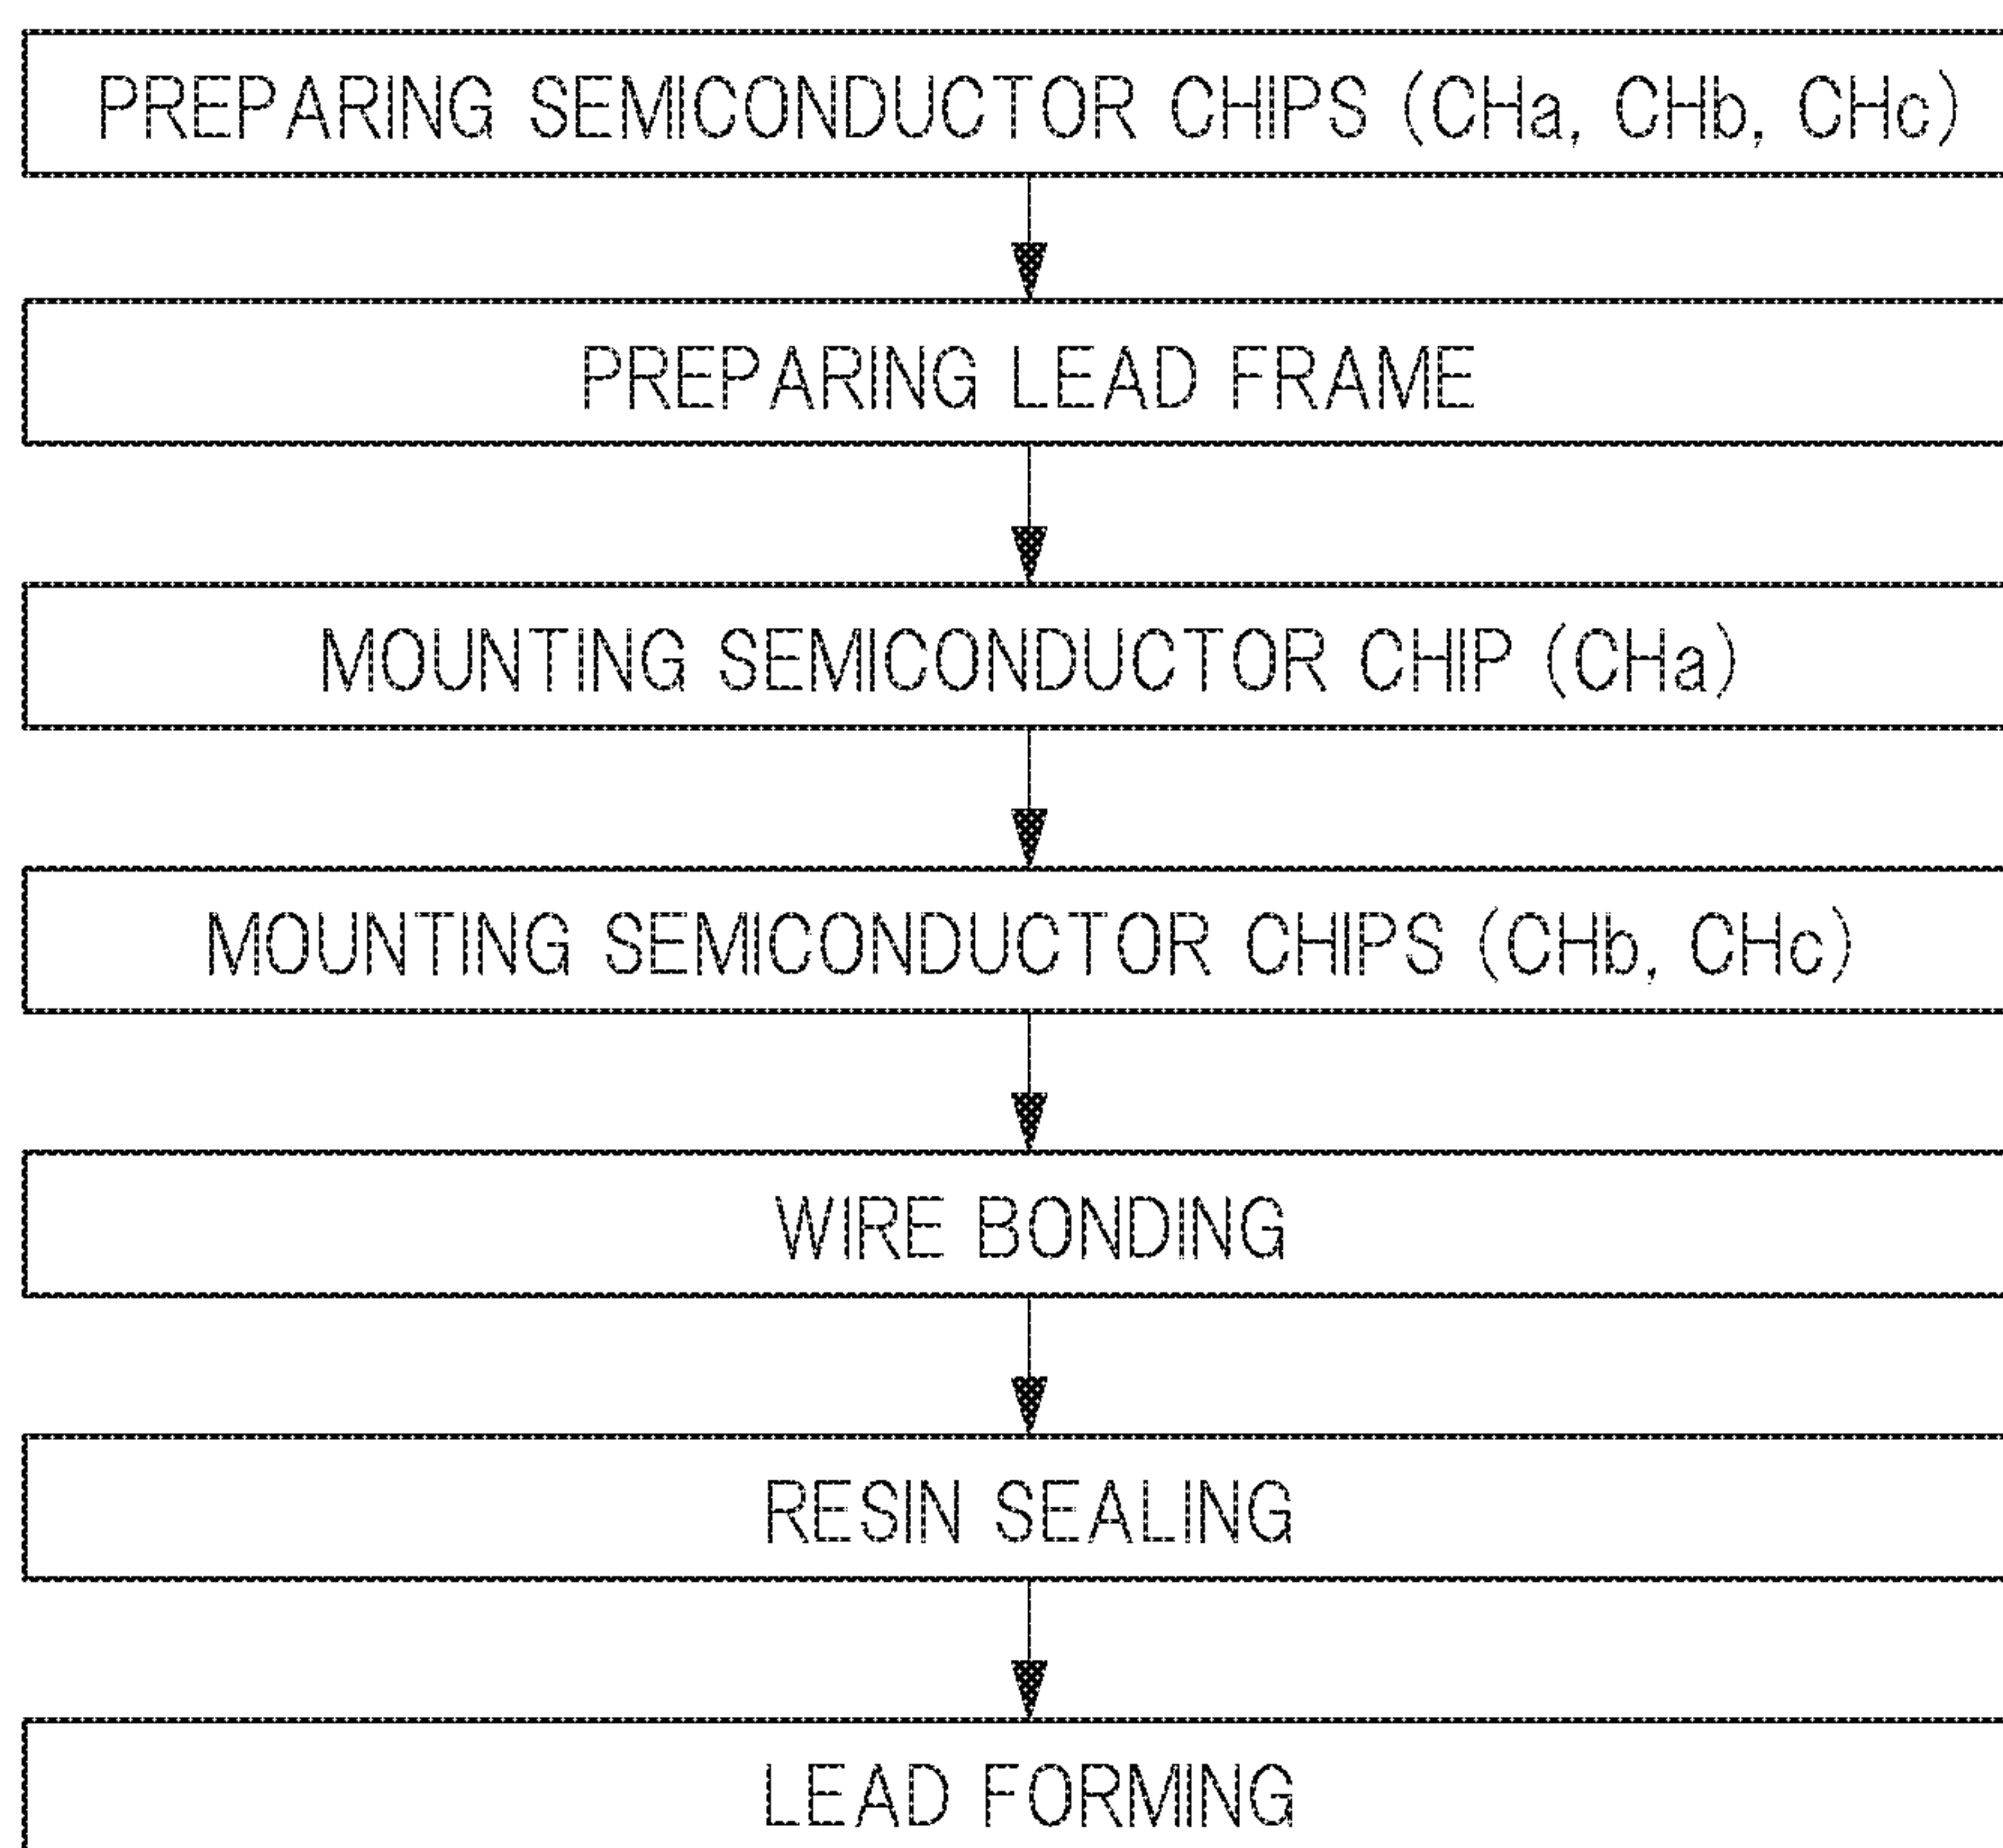 PREPARING SEMICONDUCTOR CHIPS (CHa, CHb, CHc)
PREPARING LEAD FRAME
MOUNTING SEMICONDUCTOR CHIP (CHa)
MOUNTING SEMICONDUCTOR CHIPS (CHb, CHc)
WIRE BONDING
RESIN SEALING
LEAD FORMING